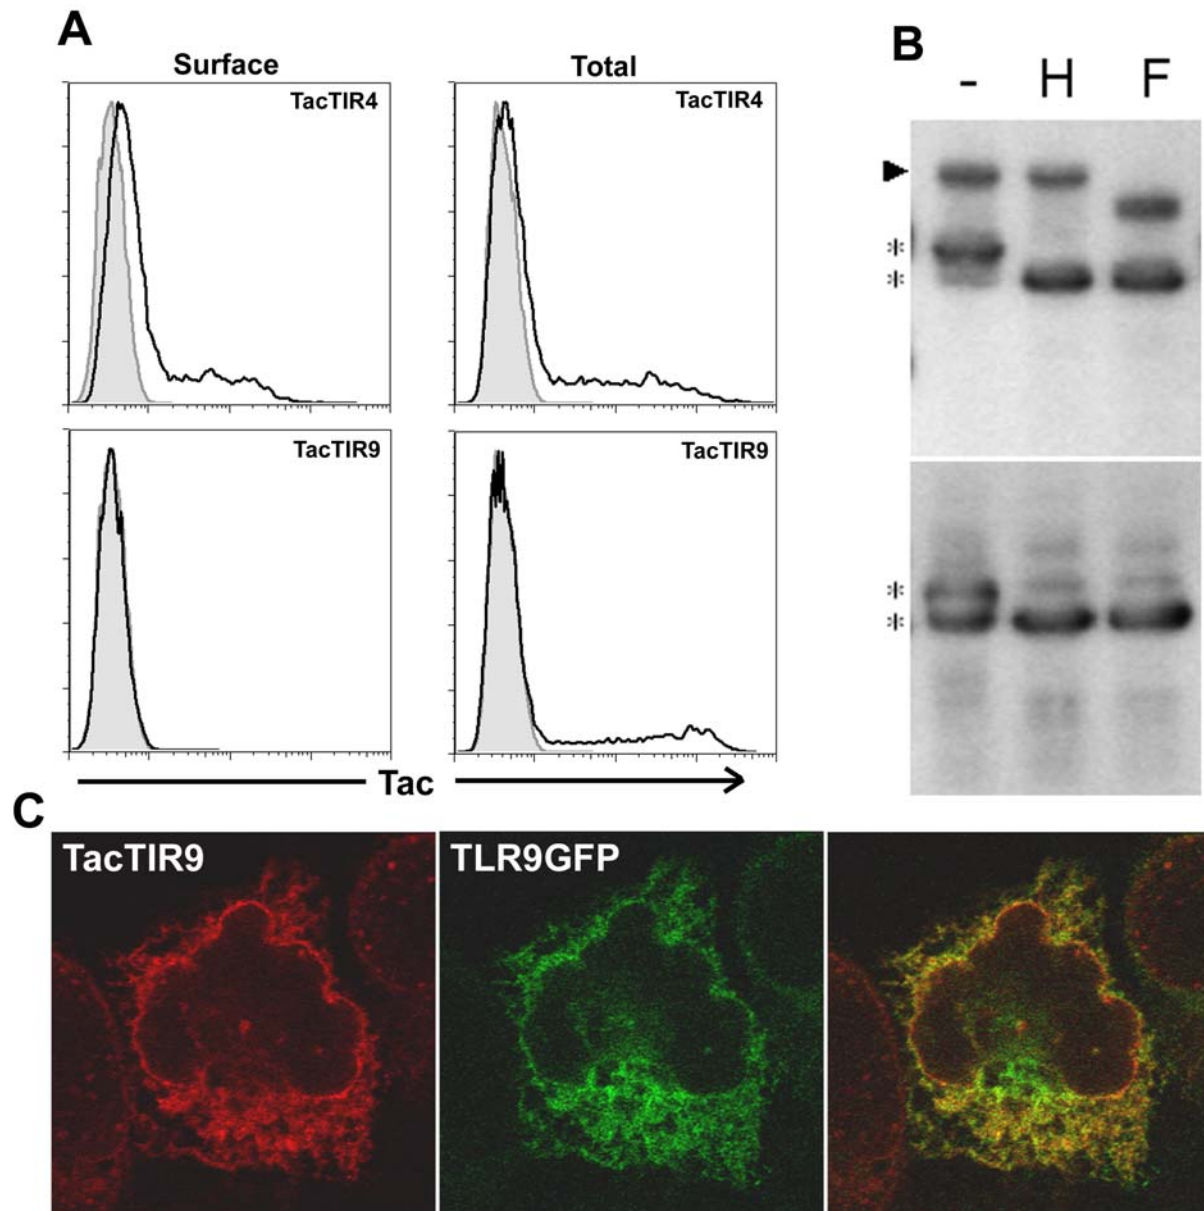 A
Surface
Total
TacTIR4
TacTIR4
TacTIR9
TacTIR9
Tac
B
- H F
*
*
*
*
C
TacTIR9
TLR9GFP